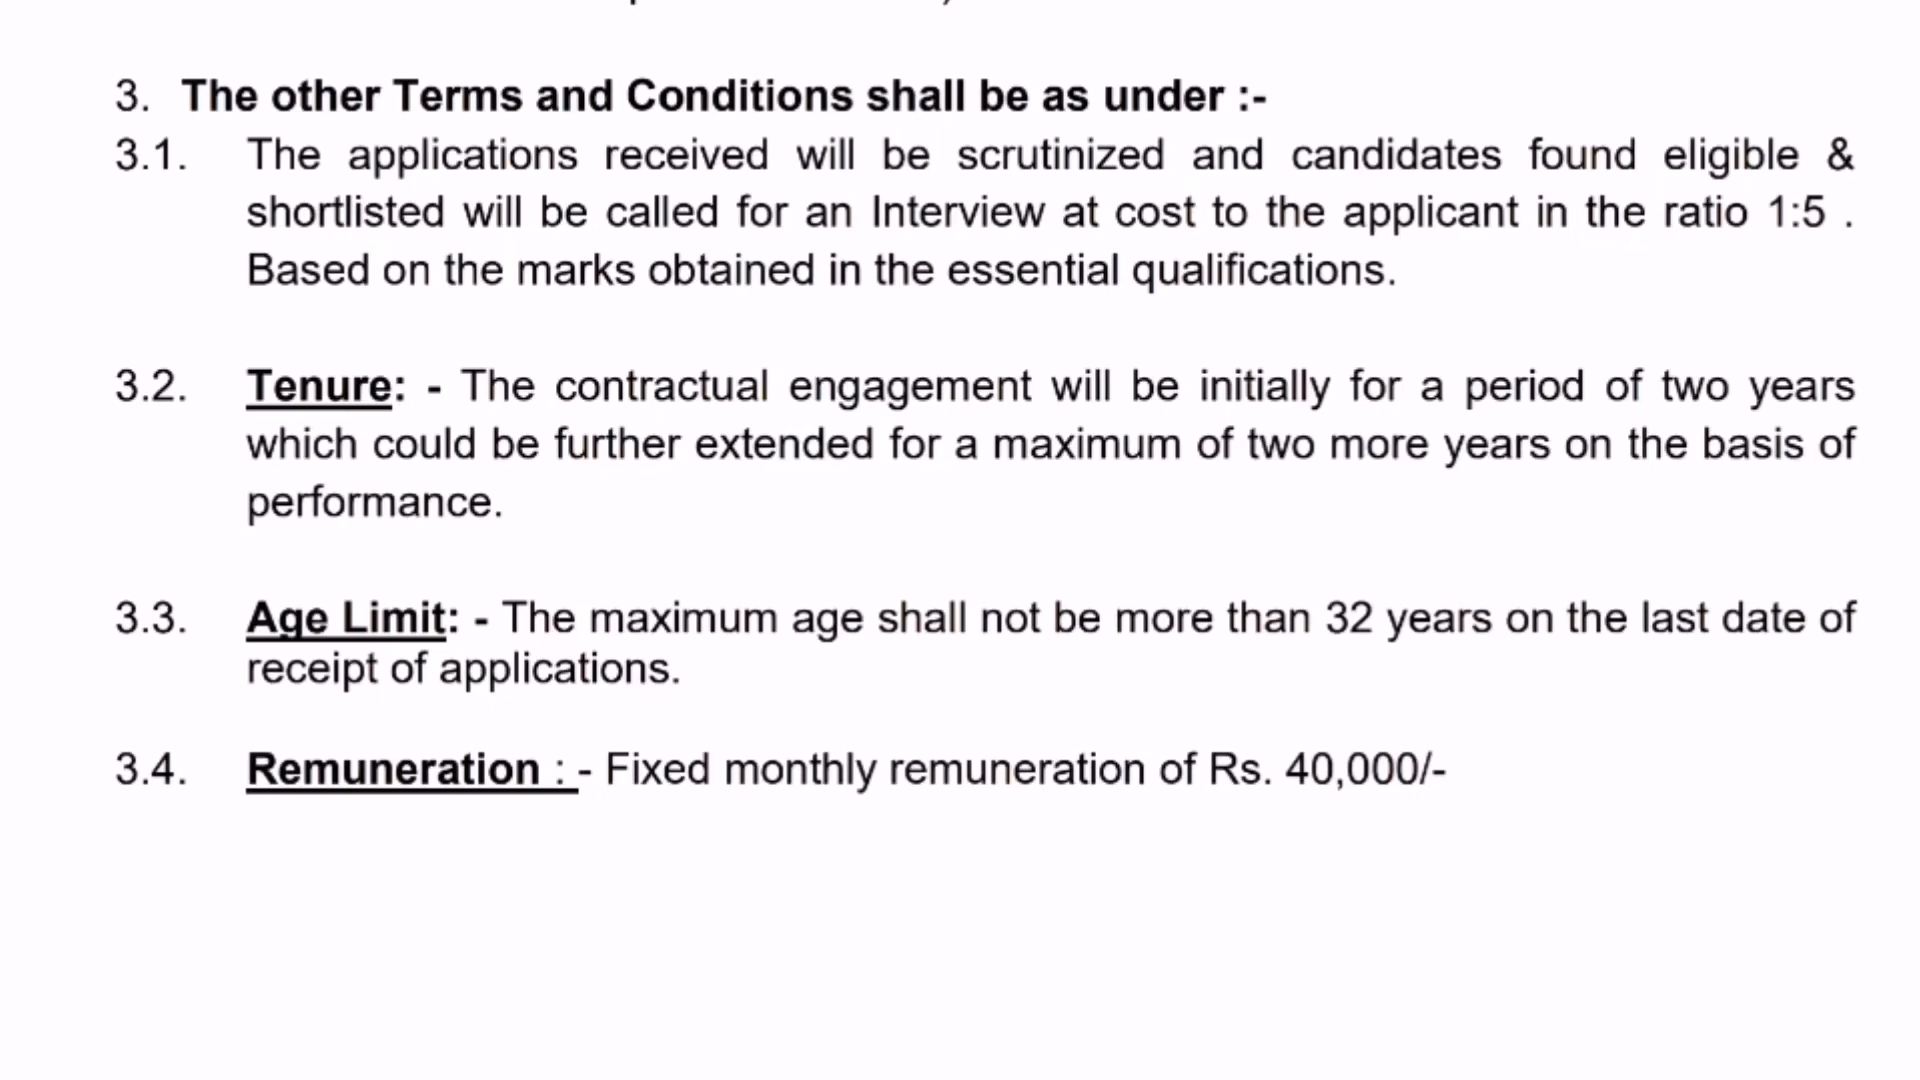 3. The other Terms and Conditions shall be as under :-
3.1. The applications received will be scrutinized and candidates found eligible &
shortlisted will be called for an Interview at cost to the applicant in the ratio 1:5 .
Based on the marks obtained in the essential qualifications.
3.2. Tenure: - The contractual engagement will be initially for a period of two years
which could be further extended for a maximum of two more years on the basis of
performance.
3.3. Age Limit: - The maximum age shall not be more than 32 years on the last date of
receipt of applications.
3.4. Remuneration : - Fixed monthly remuneration of Rs. 40,000/-